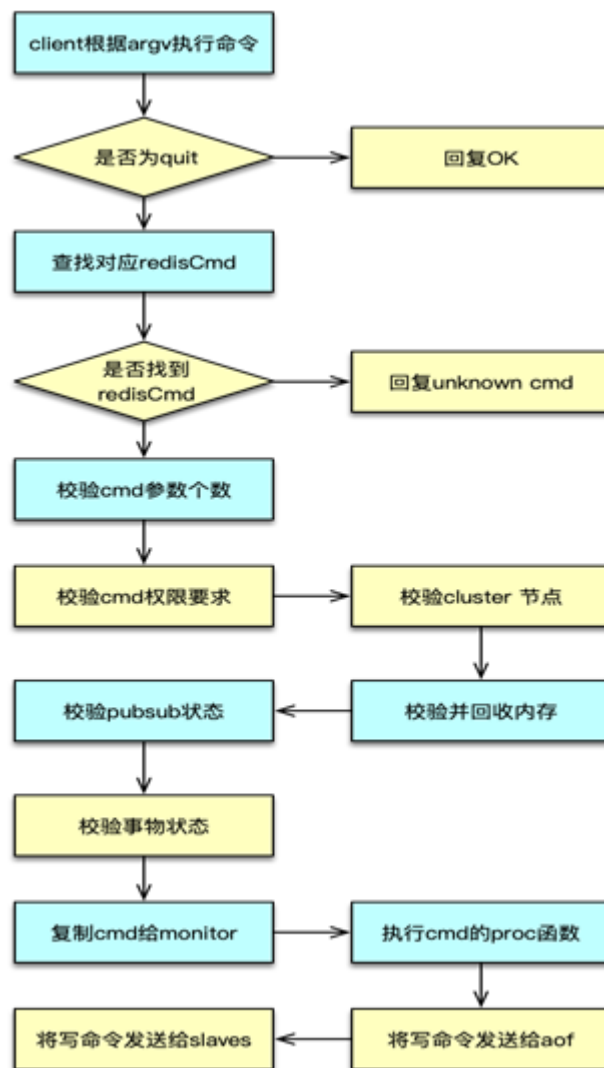 client根据argv执行命令
是否为quit
回复OK
查找对应redisCmd
是否找到
redisCmd
回复unknown cmd
校验cmd参数个数
校验cmd权限要求
校验cluster 节点
校验pubsub状态
校验并回收内存
校验事物状态
复制cmd给monitor
执行cmd的proc函数
将写命令发送给slaves
将写命令发送给aof